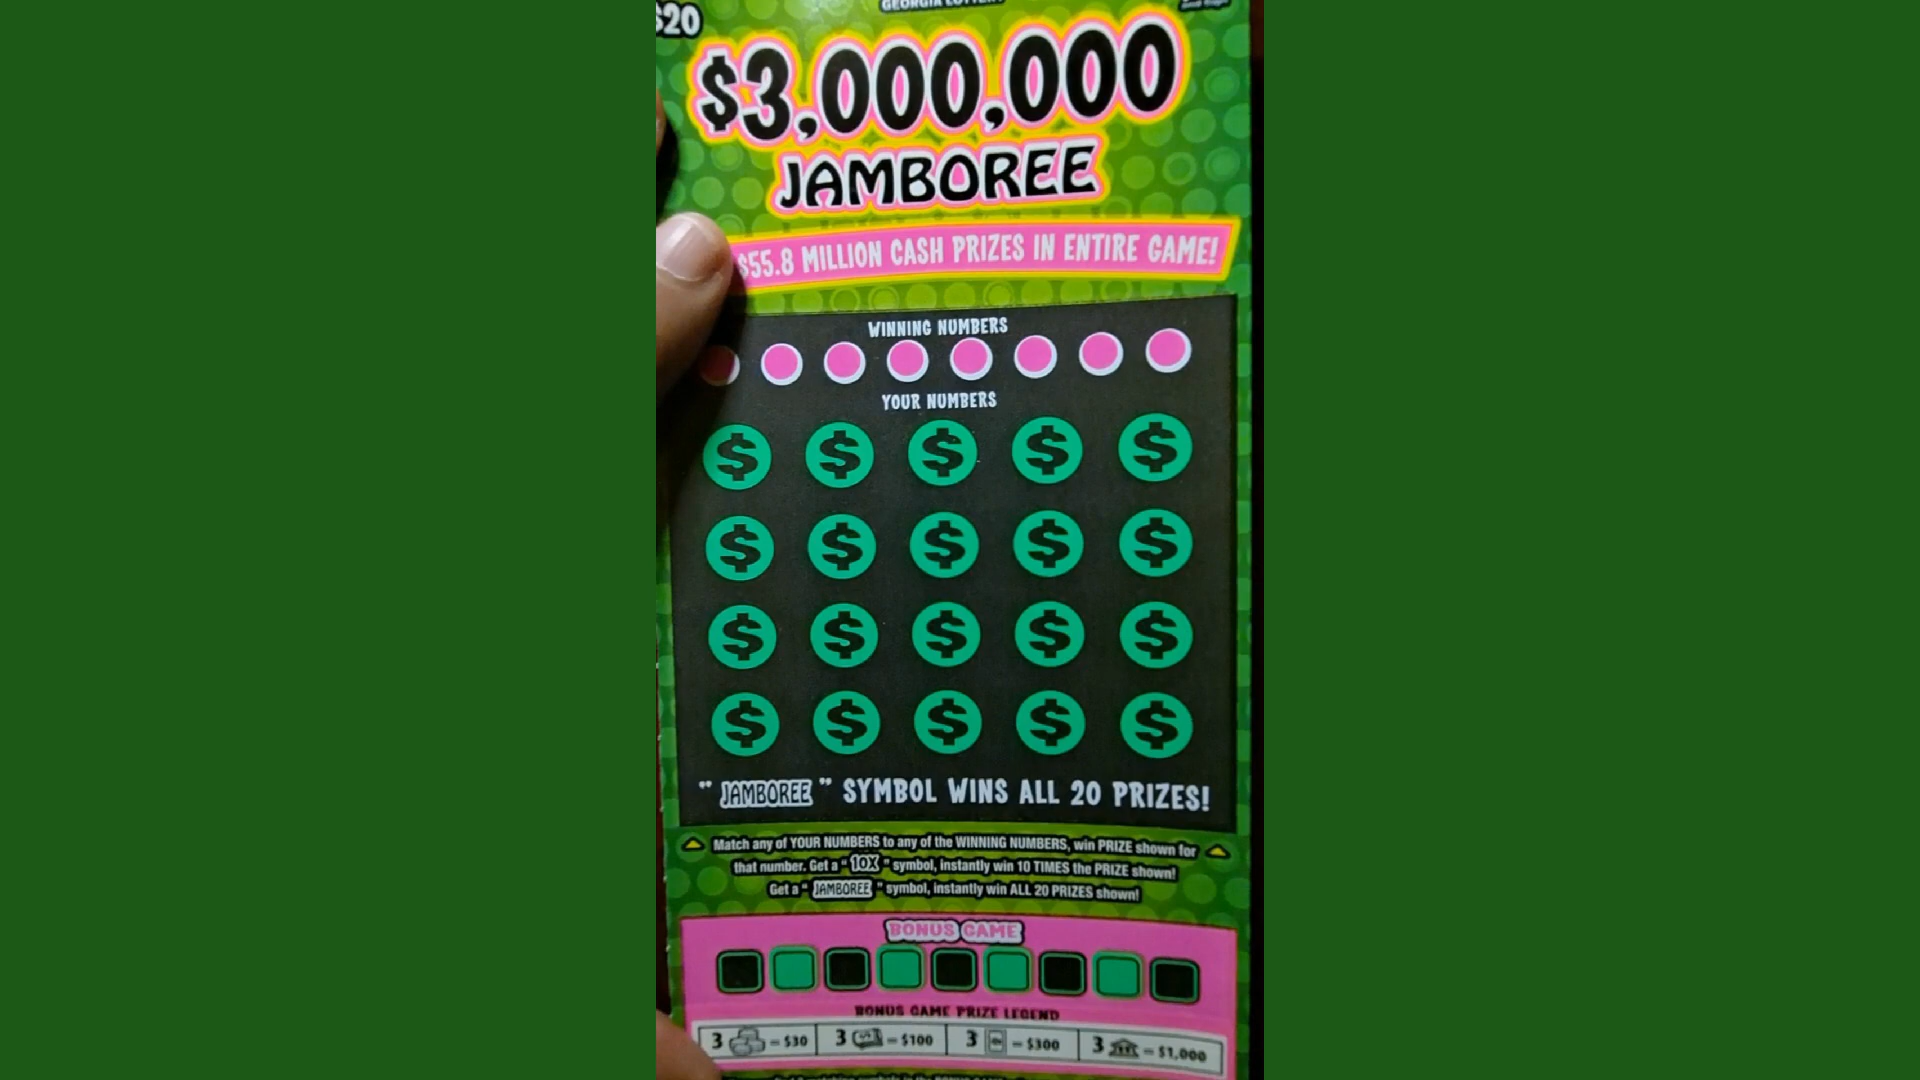 $20
GEORGIA LOTTERY
$3,000,000
JAMBOREE
$55.8 MILLION CASH PRIZES IN ENTIRE GAME!
WINNING NUMBERS
YOUR NUMBERS
$ $ $ $ $
$ $ $ $ $
$ $ $ $ $
$ $ $ $ $
"JAMBOREE" SYMBOL WINS ALL 20 PRIZES!
Match any of YOUR NUMBERS to any of the WINNING NUMBERS, win PRIZE shown for
that number. Get a "10X" symbol, instantly win 10 TIMES the PRIZE shown!
Get a "JAMBOREE" symbol, instantly win ALL 20 PRIZES shown!
BONUS GAME
BONUS GAME PRIZE LEGEND
3 = $30 3 = $100 3 = $300 3 = $1,000